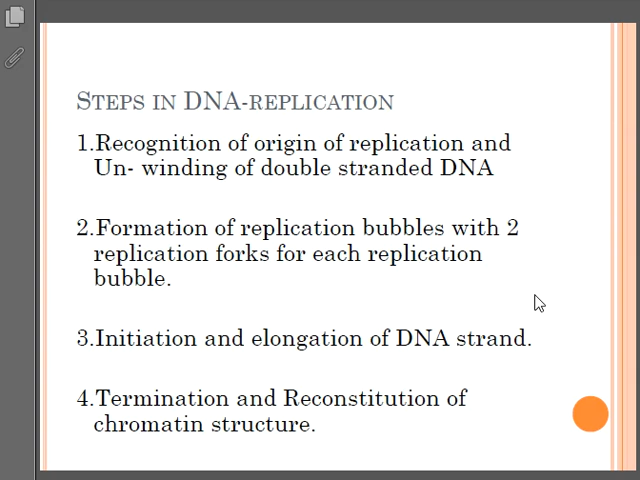 STEPS IN DNA-REPLICATION
1.Recognition of origin of replication and
Un- winding of double stranded DNA
2.Formation of replication bubbles with 2
replication forks for each replication
bubble.
3.Initiation and elongation of DNA strand.
4.Termination and Reconstitution of
chromatin structure.